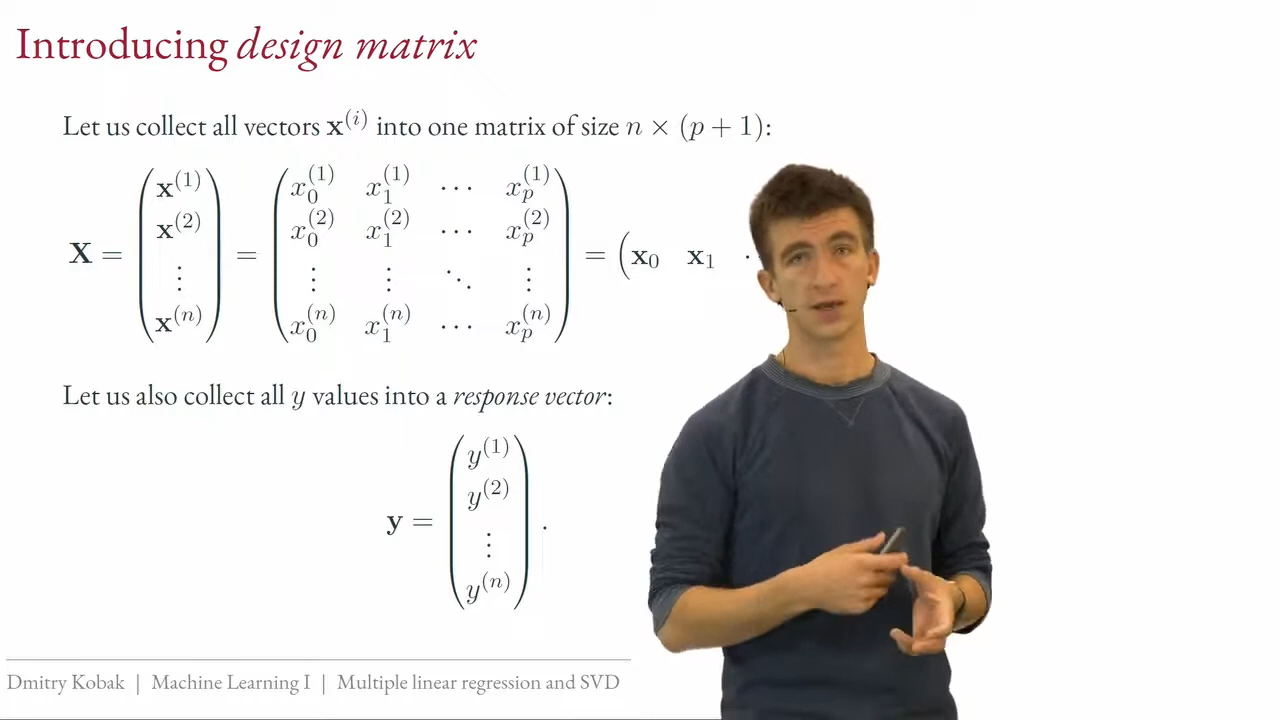 Introducing design matrix
Let us collect all vectors x^(i) into one matrix of size n × (p + 1):
X = (x^(1) x^(2) ⋮ x^(n)) = (x_0^(1) x_1^(1) ⋯ x_p^(1) x_0^(2) x_1^(2) ⋯ x_p^(2) ⋮ ⋮ ⋱ ⋮ x_0^(n) x_1^(n) ⋯ x_p^(n)) = (x_0 x_1 ·
Let us also collect all y values into a response vector:
y = (y^(1) y^(2) ⋮ y^(n)) .
Dmitry Kobak | Machine Learning I | Multiple linear regression and SVD